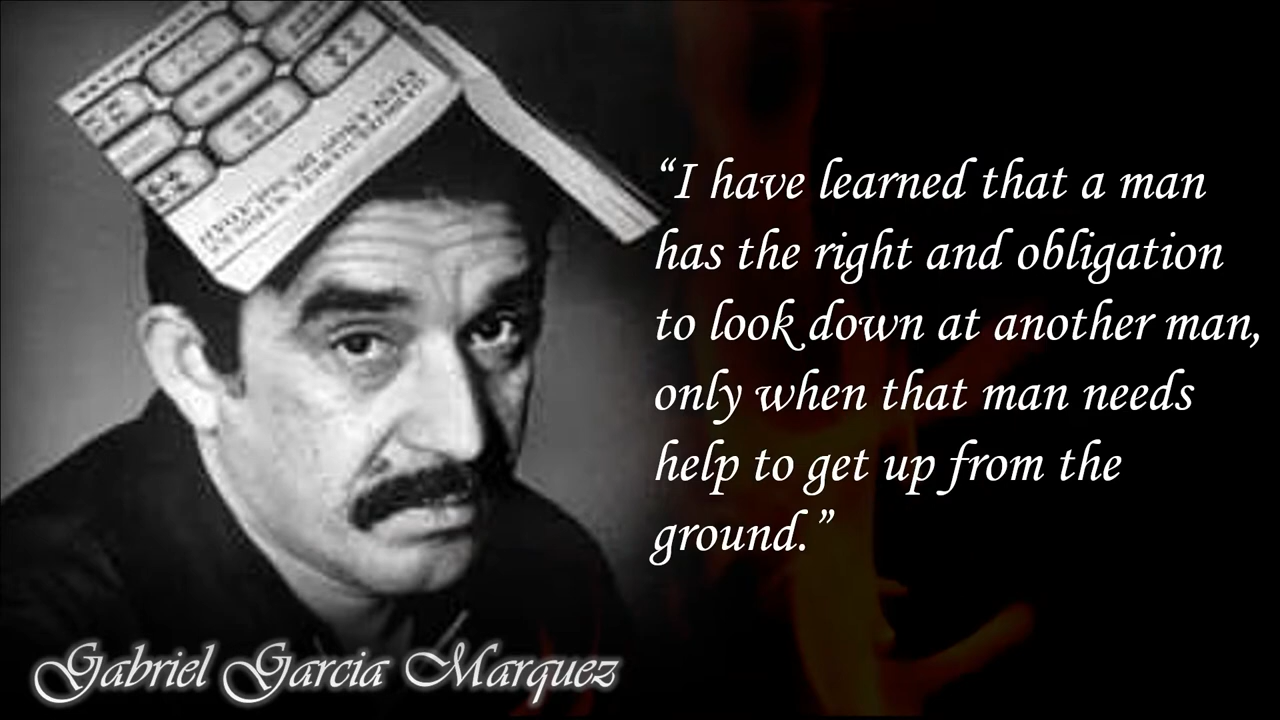 “I have learned that a man
has the right and obligation
to look down at another man,
only when that man needs
help to get up from the
ground.”
Gabriel Garcia Marquez